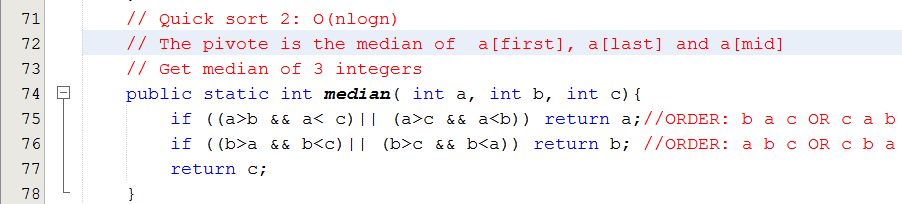 71 // Quick sort 2: O(nlogn)
72 // The pivote is the median of  a[first], a[last] and a[mid]
73 // Get median of 3 integers
74 public static int median( int a, int b, int c){
75 if ((a>b && a< c)|| (a>c && a<b)) return a;//ORDER: b a c OR c a b
76 if ((b>a && b<c)|| (b>c && b<a)) return b; //ORDER: a b c OR c b a
77 return c;
78 }